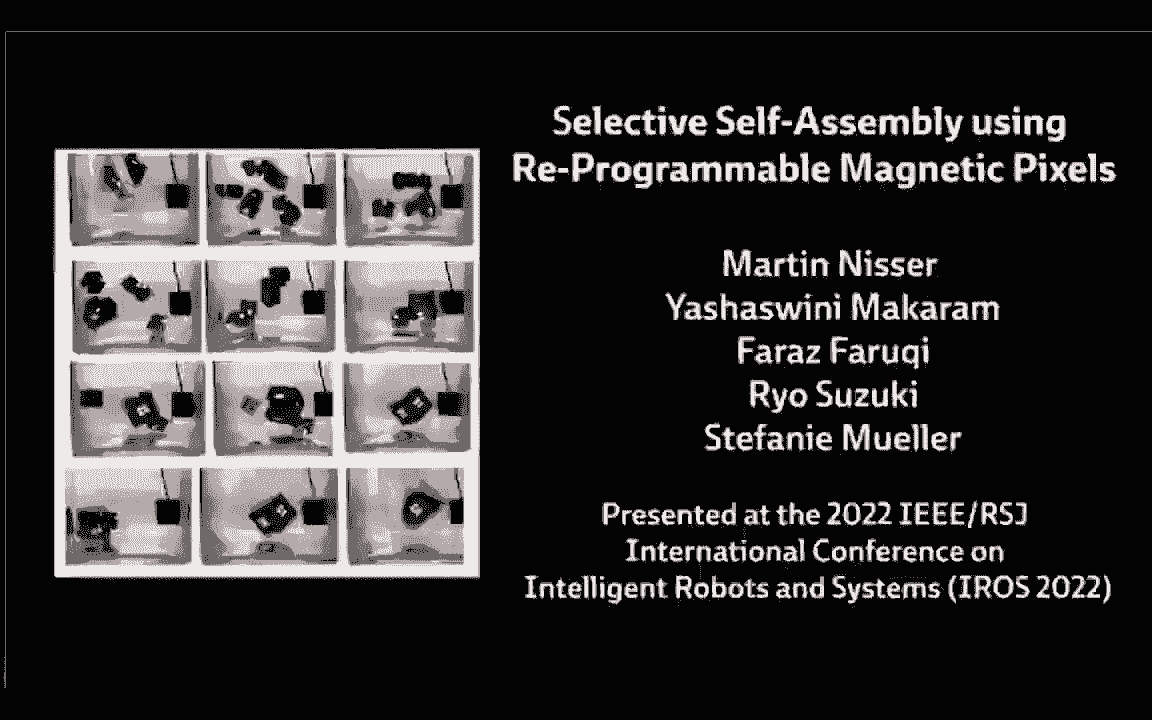 Selective Self-Assembly using
Re-Programmable Magnetic Pixels
Martin Nisser
Yashaswini Makaram
Faraz Faruqi
Ryo Suzuki
Stefanie Mueller
Presented at the 2022 IEEE/RSJ
International Conference on
Intelligent Robots and Systems (IROS 2022)